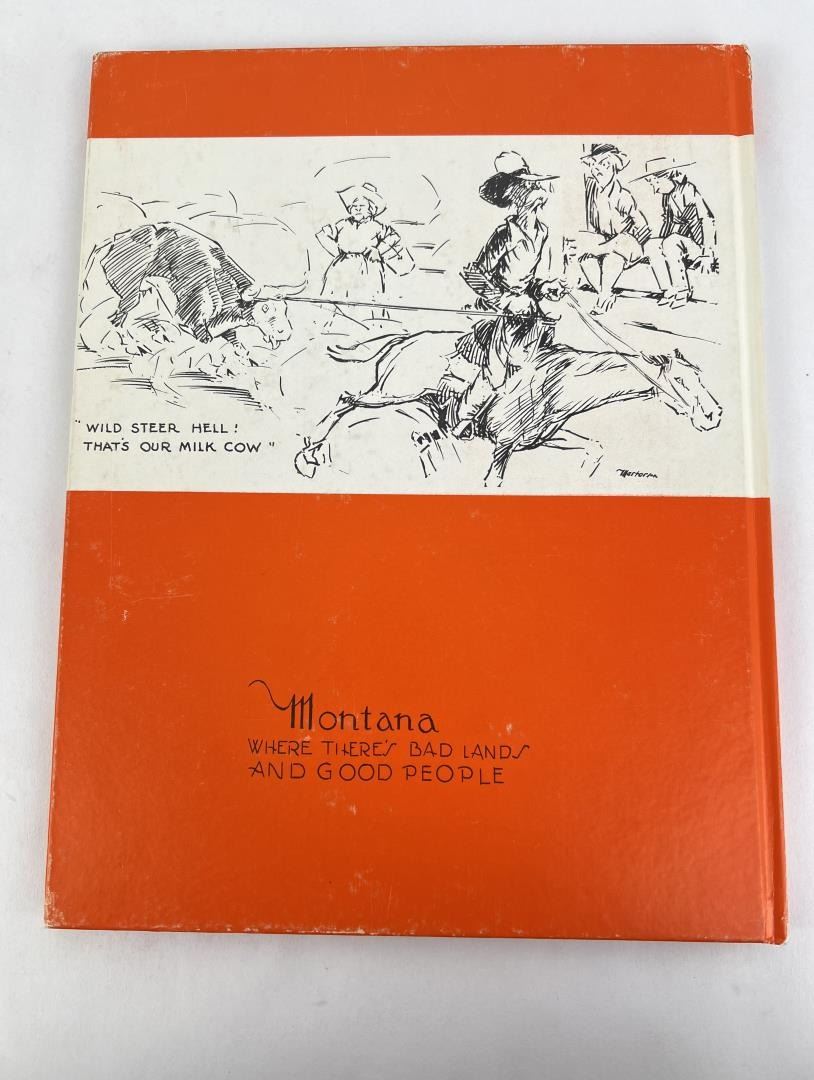 "WILD STEER HELL!
THAT'S OUR MILK COW"
Montana
WHERE THERE'S BAD LANDS
AND GOOD PEOPLE